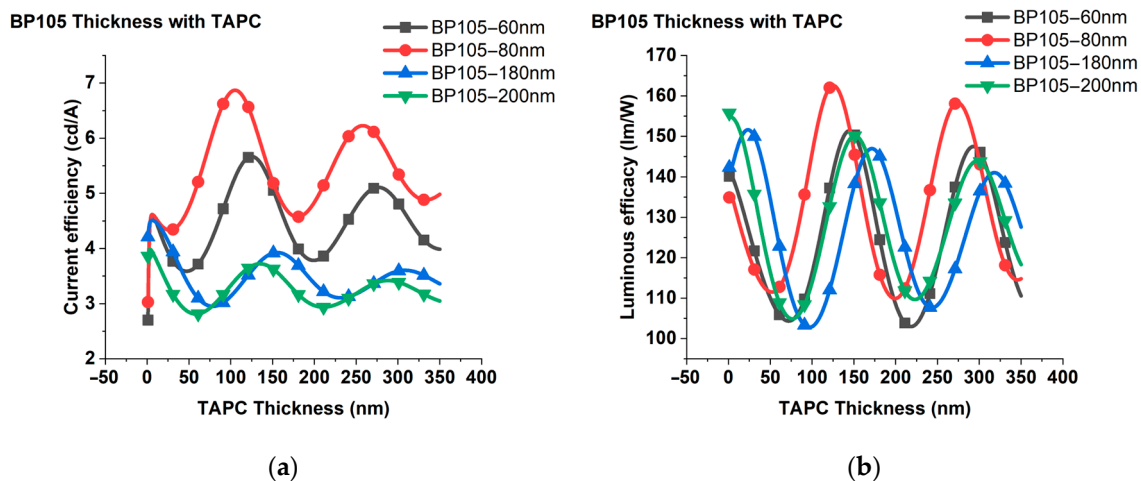 BP105 Thickness with TAPC
BP105−60nm
BP105−80nm
BP105−180nm
BP105−200nm
Current efficiency (cd/A)
7
6
5
4
3
2
−50 0 50 100 150 200 250 300 350 400
TAPC Thickness (nm)
(a)
BP105 Thickness with TAPC
BP105−60nm
BP105−80nm
BP105−180nm
BP105−200nm
Luminous efficacy (lm/W)
170
160
150
140
130
120
110
100
−50 0 50 100 150 200 250 300 350 400
TAPC Thickness (nm)
(b)